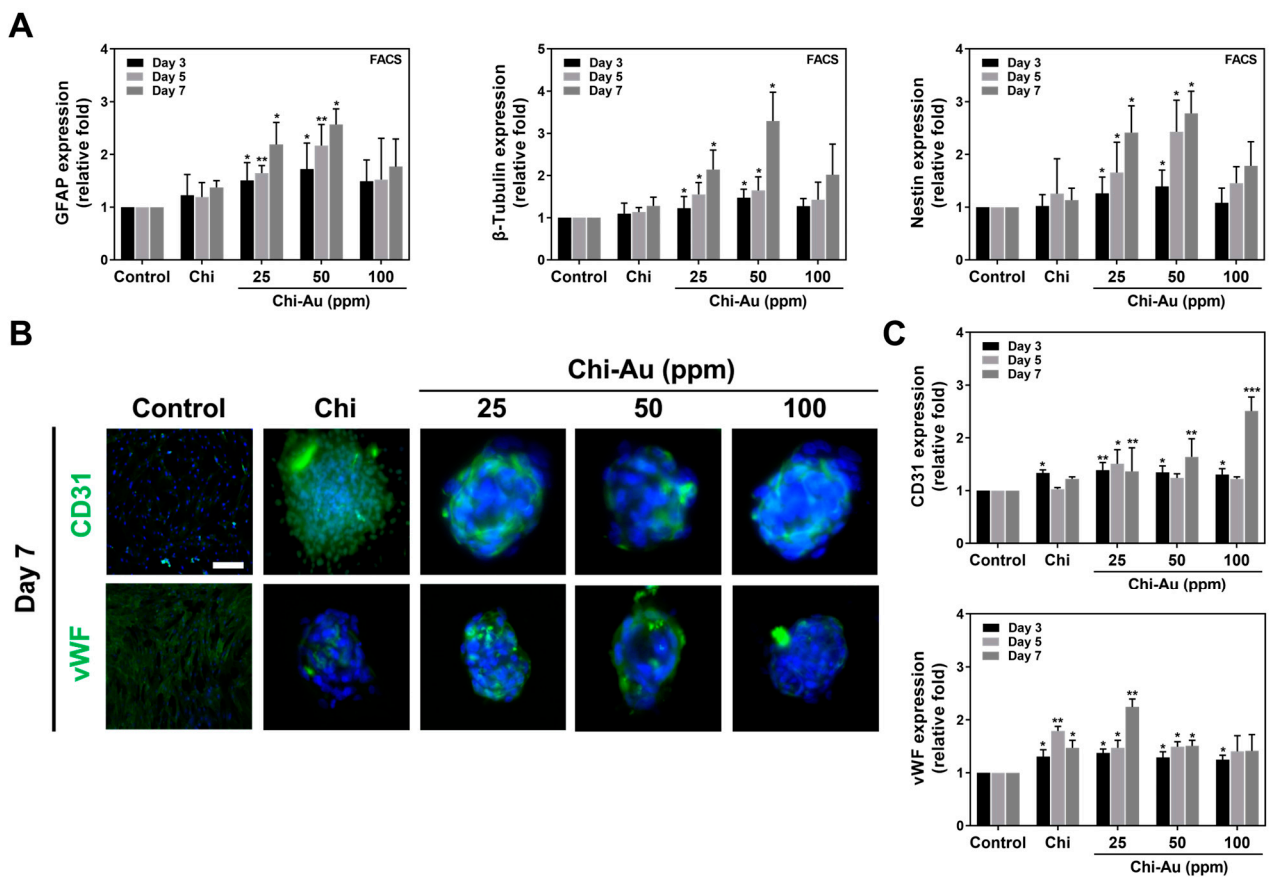 A
4
3
2
1
0
GFAP expression
(relative fold)
Day 3
Day 5
Day 7
FACS
*
**
*
*
**
*
Control
Chi
25
50
100
Chi-Au (ppm)
5
4
3
2
1
0
β-Tubulin expression
(relative fold)
Day 3
Day 5
Day 7
FACS
*
*
*
*
*
*
Control
Chi
25
50
100
Chi-Au (ppm)
4
3
2
1
0
Nestin expression
(relative fold)
Day 3
Day 5
Day 7
FACS
*
*
*
*
*
*
Control
Chi
25
50
100
Chi-Au (ppm)
B
Chi-Au (ppm)
Control
Chi
25
50
100
Day 7
CD31
vWF
C
4
3
2
1
0
CD31 expression
(relative fold)
Day 3
Day 5
Day 7
*
**
*
**
*
**
*
***
Control
Chi
25
50
100
Chi-Au (ppm)
4
3
2
1
0
vWF expression
(relative fold)
Day 3
Day 5
Day 7
*
**
*
*
*
**
*
*
*
*
Control
Chi
25
50
100
Chi-Au (ppm)